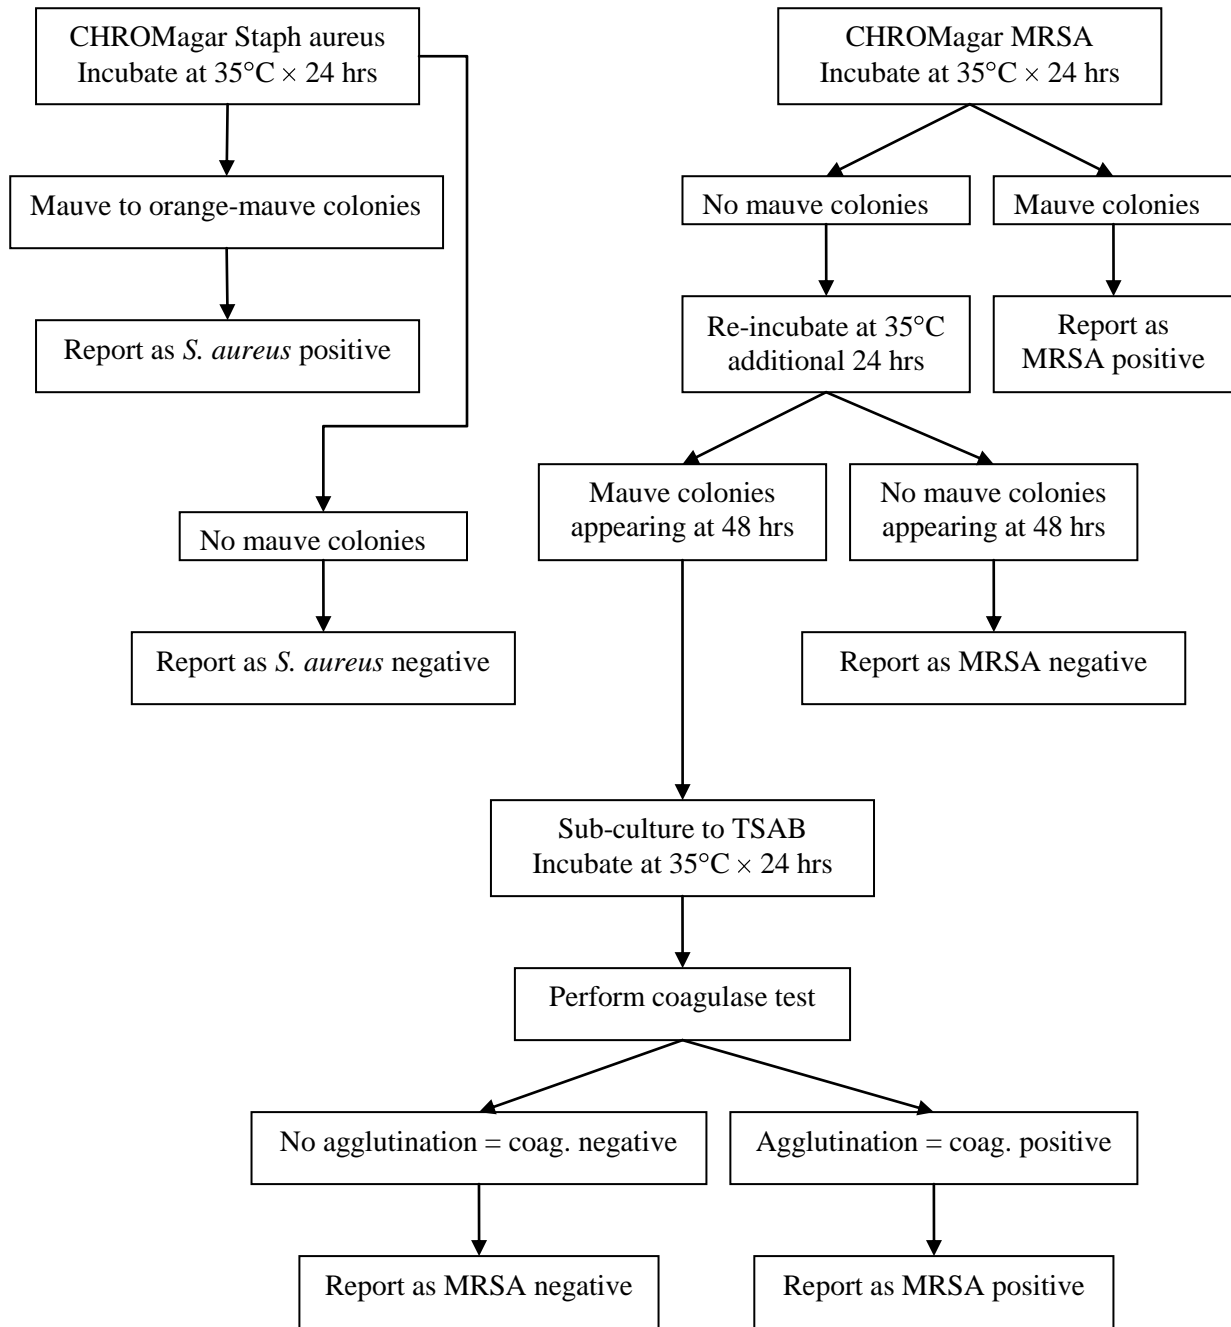 CHROMagar Staph aureus
Incubate at 35°C × 24 hrs
Mauve to orange-mauve colonies
Report as S. aureus positive
No mauve colonies
Report as S. aureus negative
CHROMagar MRSA
Incubate at 35°C × 24 hrs
No mauve colonies
Mauve colonies
Re-incubate at 35°C
additional 24 hrs
Report as
MRSA positive
Mauve colonies
appearing at 48 hrs
No mauve colonies
appearing at 48 hrs
Report as MRSA negative
Sub-culture to TSAB
Incubate at 35°C × 24 hrs
Perform coagulase test
No agglutination = coag. negative
Agglutination = coag. positive
Report as MRSA negative
Report as MRSA positive